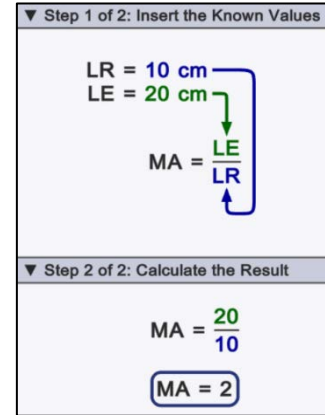 ▼ Step 1 of 2: Insert the Known Values
LR = 10 cm
LE = 20 cm
MA = LE/LR
▼ Step 2 of 2: Calculate the Result
MA = 20/10
MA = 2